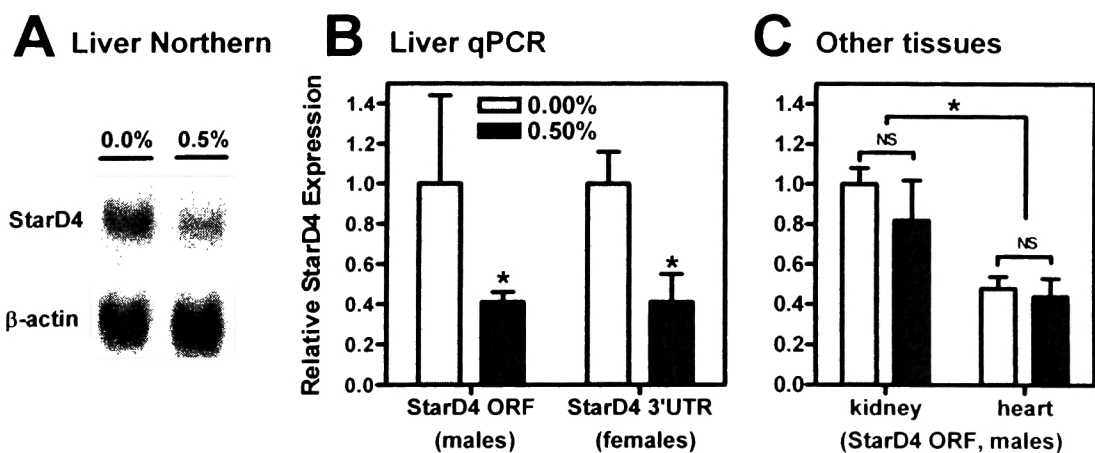 A Liver Northern
0.0% 0.5%
StarD4
β-actin
B Liver qPCR
Relative StarD4 Expression
1.4
1.2
1.0
0.8
0.6
0.4
0.2
0.0
0.00%
0.50%
* *
StarD4 ORF StarD4 3'UTR
(males) (females)
C Other tissues
1.4
1.2
1.0
0.8
0.6
0.4
0.2
0.0
*
NS
NS
kidney heart
(StarD4 ORF, males)